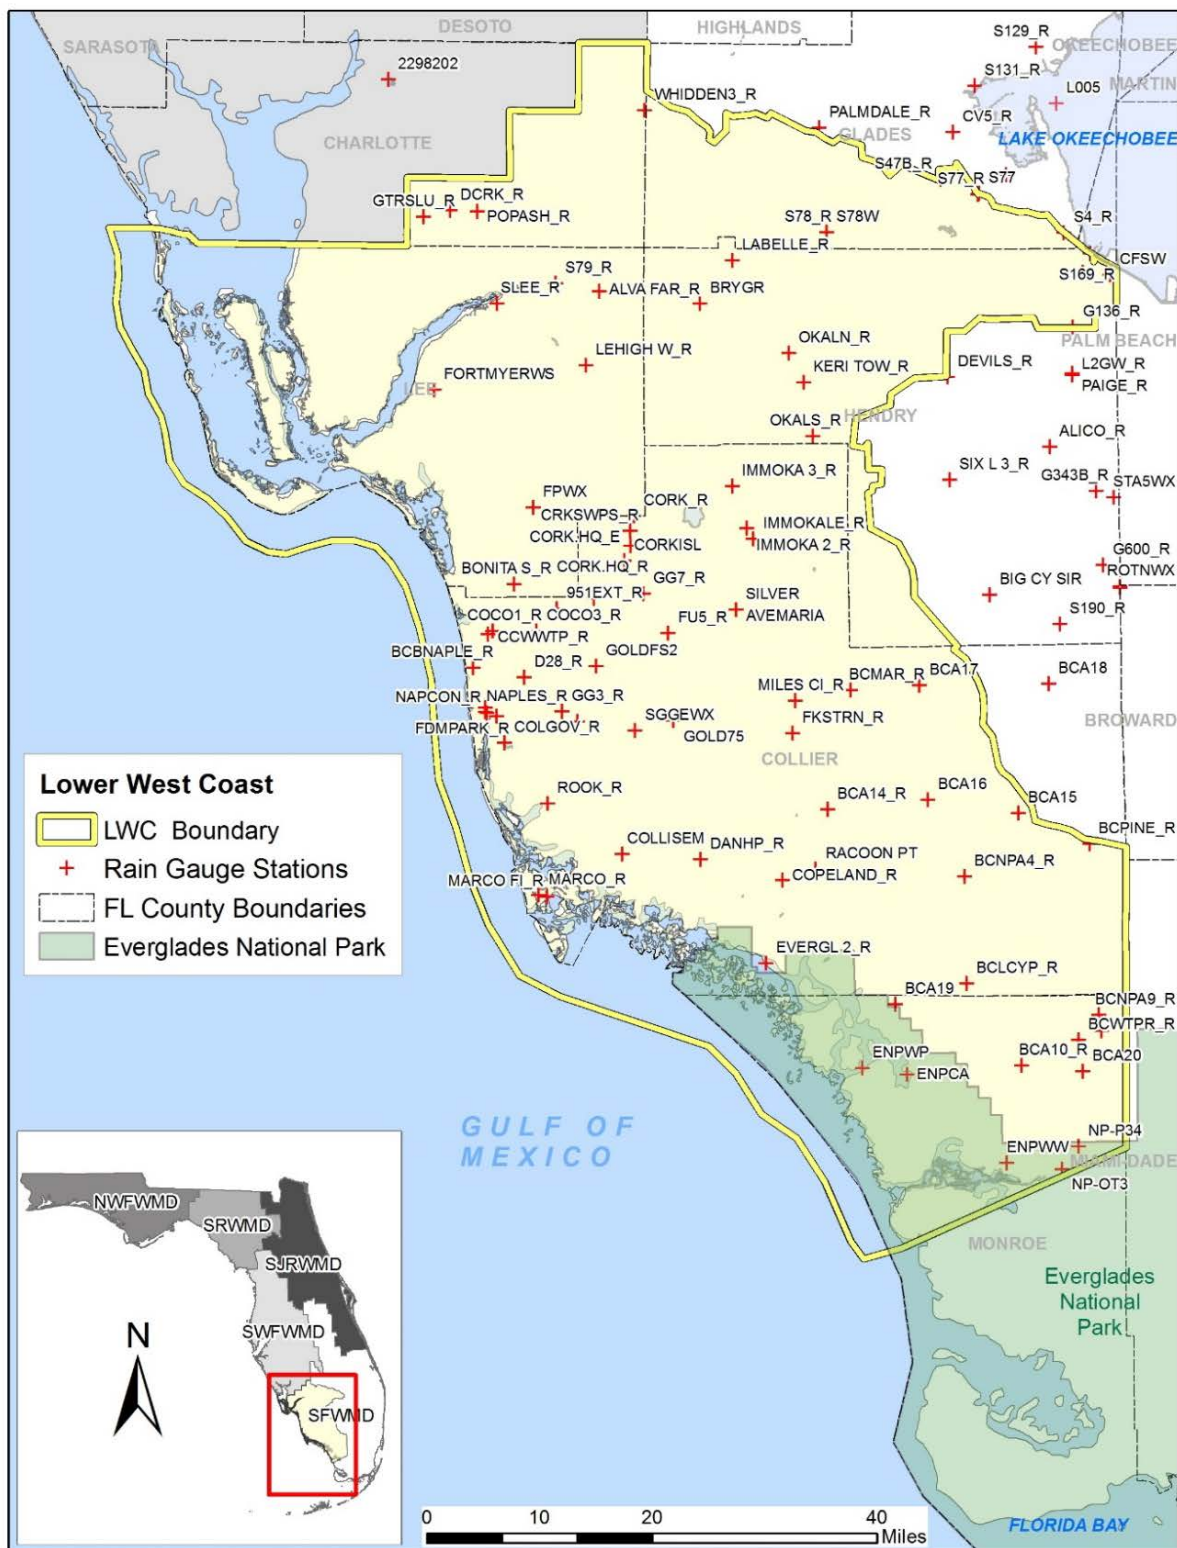 DESOTO
HIGHLANDS
SARASOTA
S129_R
OKEECHOBEE
2298202
S131_R
L005
MARTIN
WHIDDEN3_R
PALMDALE_R
CV5_R
GLADES
LAKE OKEECHOBEE
CHARLOTTE
S47B_R
S77_R
S77
GTRSLU_R
DCRK_R
POPASH_R
S78_R
S78W
S4_R
LABELLE_R
CFSW
S169_R
S79_R
SLEE_R
ALVA FAR_R
BRYGR
G136_R
PALM BEACH
OKALN_R
LEHIGH W_R
KERI TOW_R
DEVILS_R
L2GW_R
PAIGE_R
FORTMYERWS
LEE
HENDRY
OKALS_R
ALICO_R
IMMOKA 3_R
SIX L 3_R
G343B_R
STA5WX
FPWX
CORK_R
CRKSWPS_R
CORK.HQ_E
CORKISL
IMMOKALE_R
IMMOKA 2_R
CORK.HQ_R
G600_R
ROTNWX
BONITA S_R
GG7_R
BIG CY SIR
951EXT_R
SILVER
AVEMARIA
COCO1_R
COCO3_R
FU5_R
S190_R
CCWWTP_R
BCBNAPLE_R
D28_R
GOLDFS2
BCMAR_R
BCA17
BCA18
MILES CI_R
NAPCON_R
NAPLES_R
GG3_R
SGGEWX
FKSTRN_R
BROWARD
FDMPARK_R
COLGOV_R
GOLD75
COLLIER
ROOK_R
BCA14_R
BCA16
BCA15
BCPINE_R
COLLISEM
DANHP_R
RACOON PT
COPELAND_R
BCNPA4_R
MARCO FI_R
MARCO_R
EVERGL 2_R
BCLCYP_R
BCA19
BCNPA9_R
BCWTPR_R
ENPWP
ENPCA
BCA10_R
BCA20
NP-P34
ENPWW
MIAMI-DADE
NP-OT3
MONROE
GULF OF
MEXICO
Everglades
National
Park
FLORIDA BAY
Lower West Coast
LWC Boundary
Rain Gauge Stations
FL County Boundaries
Everglades National Park
NWFWMD
SRWMD
SJRWMD
SWFWMD
SFWMD
N
0 10 20 40
Miles